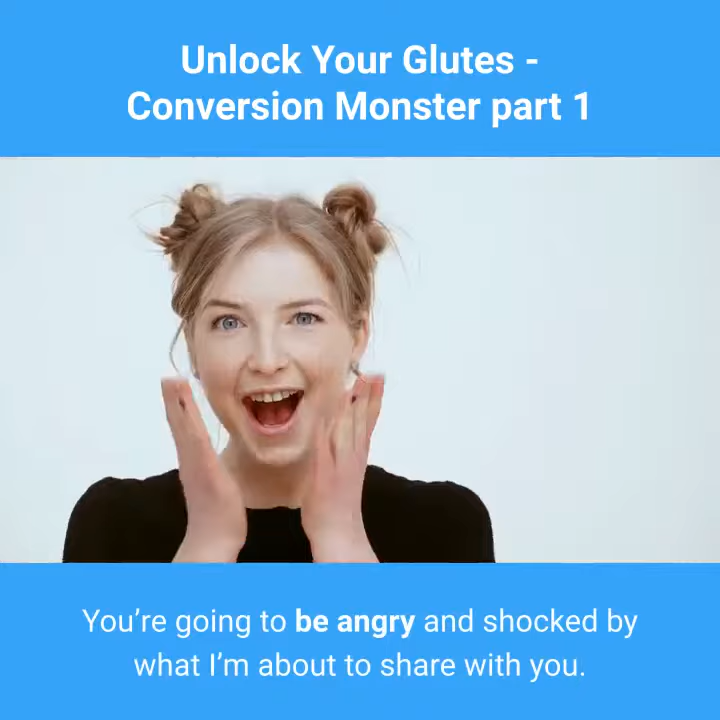 Unlock Your Glutes -
Conversion Monster part 1
You’re going to be angry and shocked by
what I’m about to share with you.